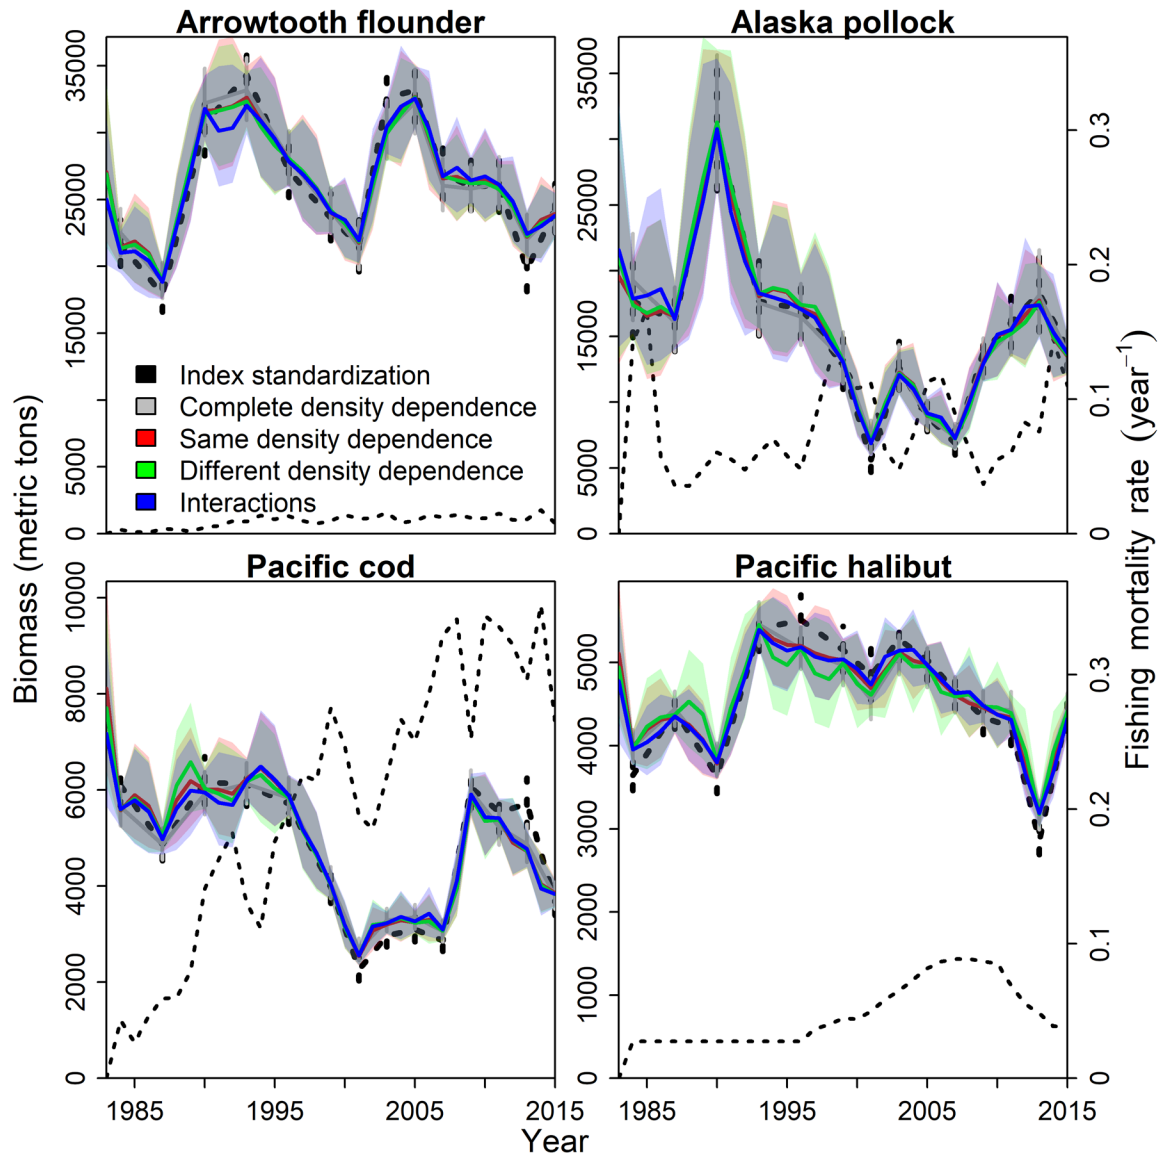 Arrowtooth flounder
Alaska pollock
0 5000 15000 25000 35000
Index standardization
Complete density dependence
Same density dependence
Different density dependence
Interactions
0 5000 15000 25000 35000
0 0.1 0.2 0.3
Biomass (metric tons)
Fishing mortality rate (year⁻¹)
Pacific cod
Pacific halibut
0 2000 4000 6000 8000 10000
0 1000 2000 3000 4000 5000
0 0.1 0.2 0.3
1985 1995 2005 2015
1985 1995 2005 2015
Year